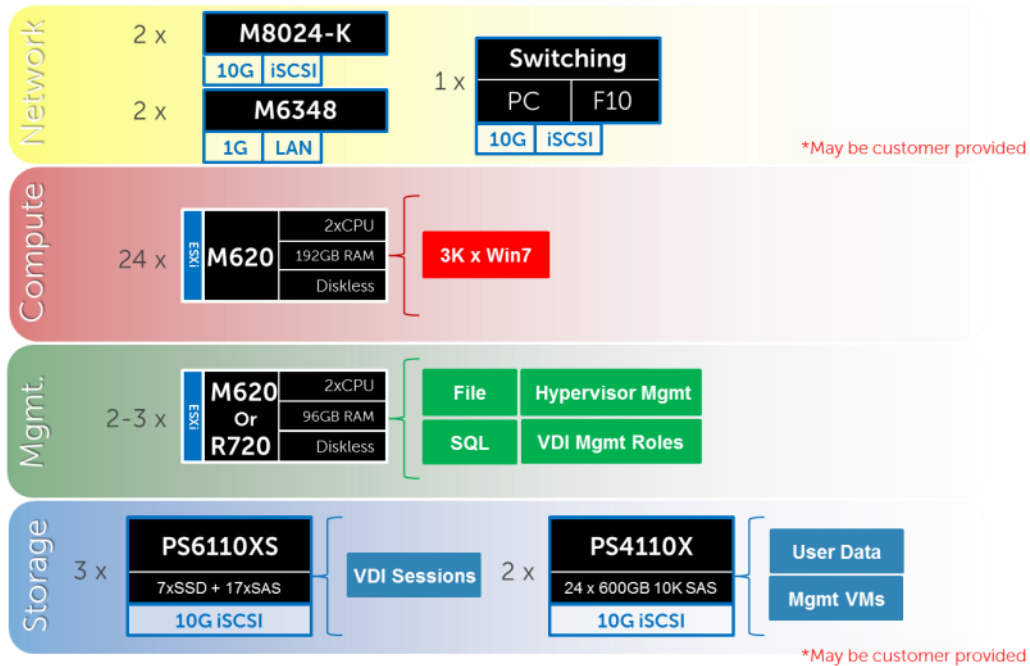 Network
2 x
M8024-K
10G iSCSI
2 x
M6348
1G LAN
1 x
Switching
PC F10
10G iSCSI
*May be customer provided
Compute
24 x
ESXi
M620
2xCPU
192GB RAM
Diskless
3K x Win7
Mgmt.
2-3 x
ESXi
M620
Or
R720
2xCPU
96GB RAM
Diskless
File
Hypervisor Mgmt
SQL
VDI Mgmt Roles
Storage
3 x
PS6110XS
7xSSD + 17xSAS
10G iSCSI
VDI Sessions
2 x
PS4110X
24 x 600GB 10K SAS
10G iSCSI
User Data
Mgmt VMs
*May be customer provided